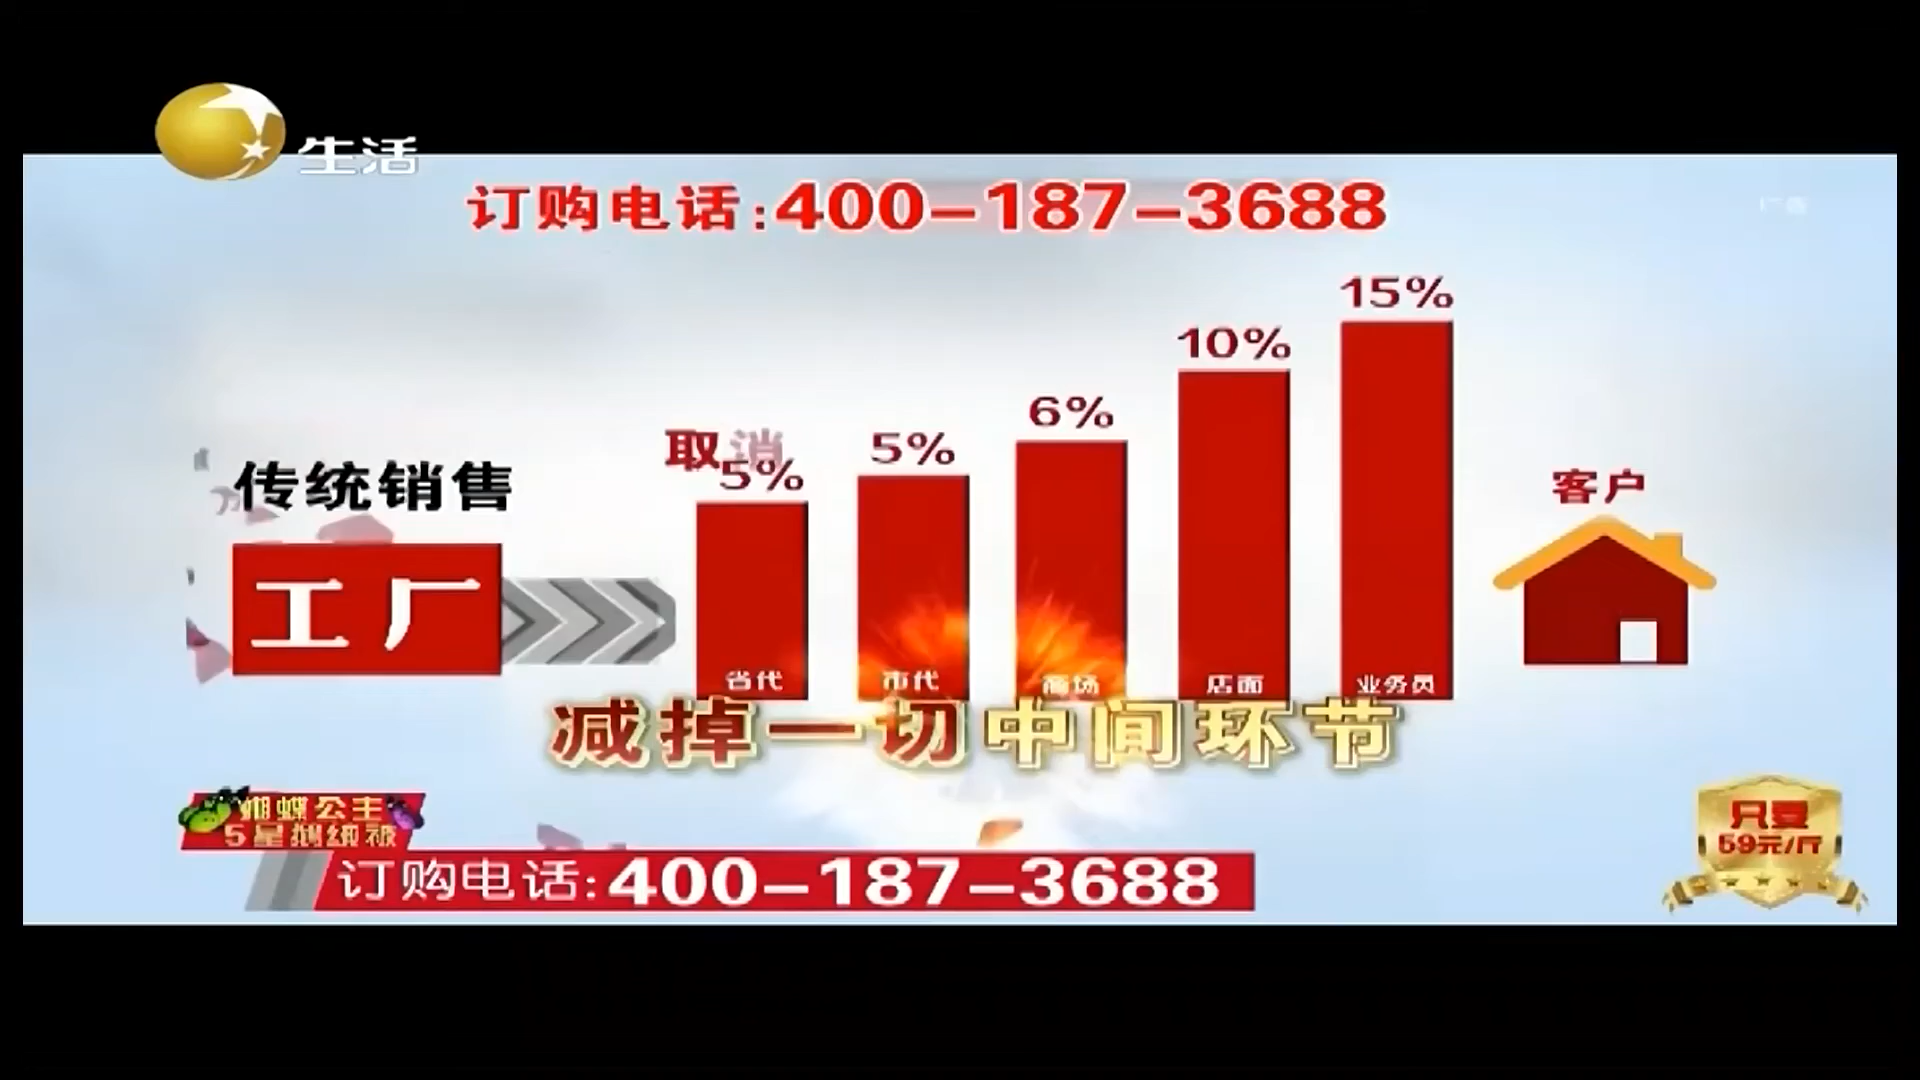 生活
订购电话:400-187-3688
15%
10%
6%
5%
取消
5%
传统销售
客户
工厂
省代
市代
商场
店面
业务员
减掉一切中间环节
蝴蝶公主
5星鹅绒被
只要
59元/斤
订购电话:400-187-3688